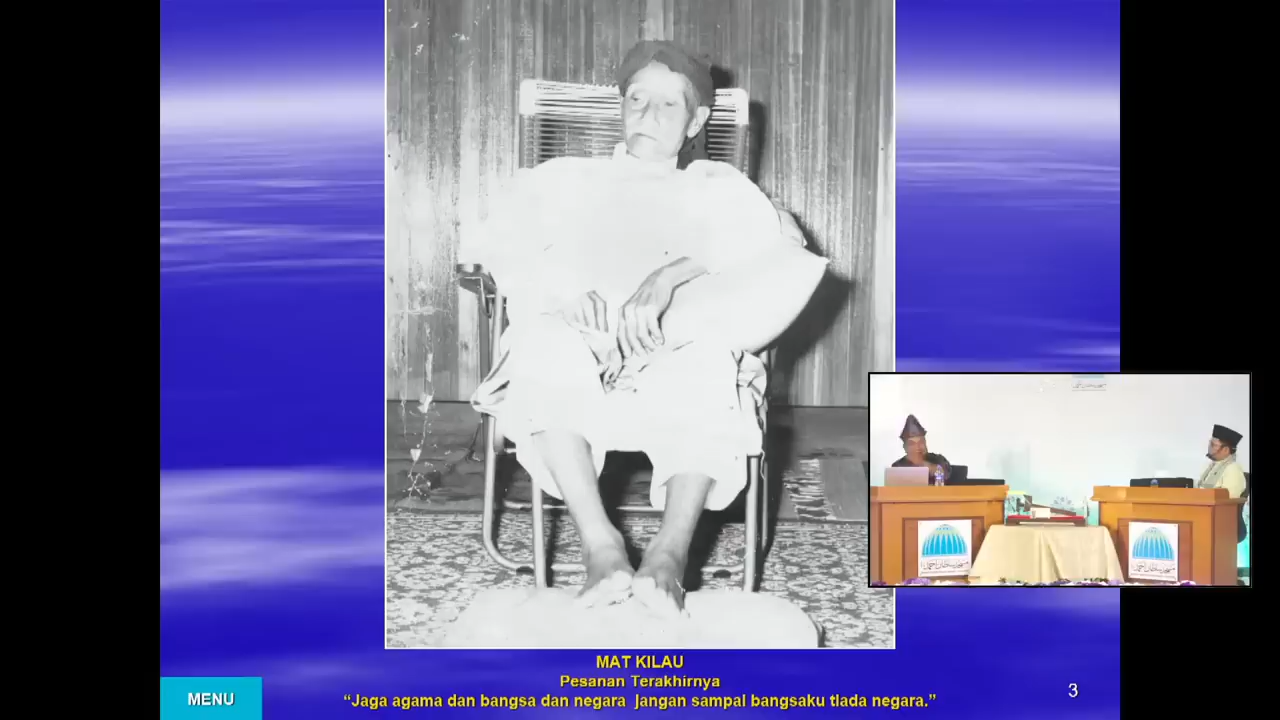 MAT KILAU
Pesanan Terakhirnya
“Jaga agama dan bangsa dan negara jangan sampai bangsaku tiada negara.”
MENU
3